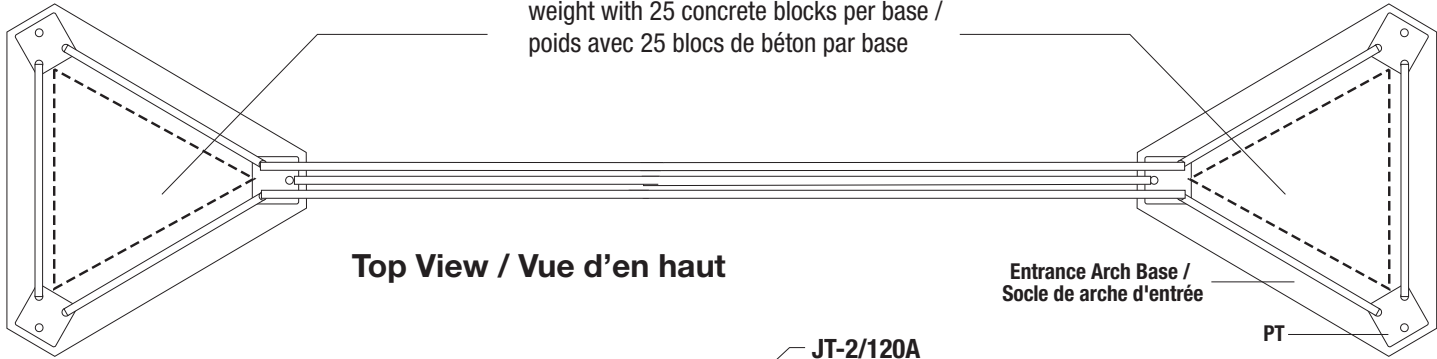 weight with 25 concrete blocks per base /
poids avec 25 blocs de béton par base
Top View / Vue d’en haut
Entrance Arch Base /
Socle de arche d'entrée
PT
JT-2/120A